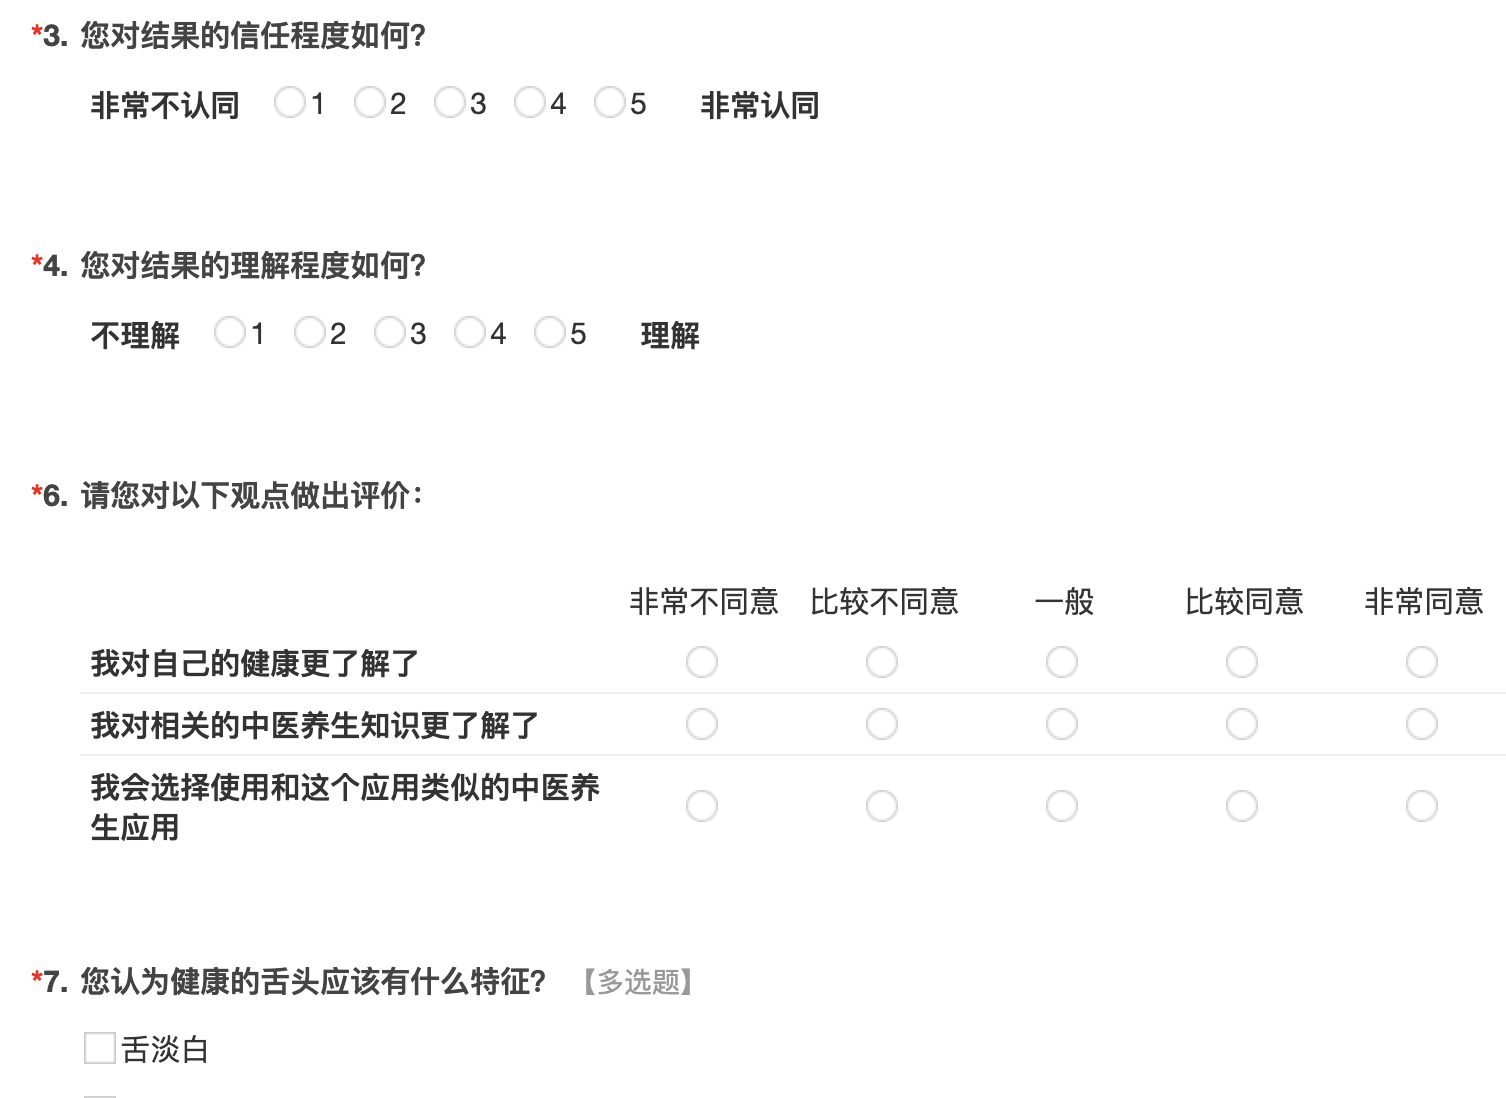 *3. 您对结果的信任程度如何?
非常不认同 1 2 3 4 5 非常认同
*4. 您对结果的理解程度如何?
不理解 1 2 3 4 5 理解
*6. 请您对以下观点做出评价：
非常不同意 比较不同意 一般 比较同意 非常同意
我对自己的健康更了解了
我对相关的中医养生知识更了解了
我会选择使用和这个应用类似的中医养
生应用
*7. 您认为健康的舌头应该有什么特征? 【多选题】
舌淡白